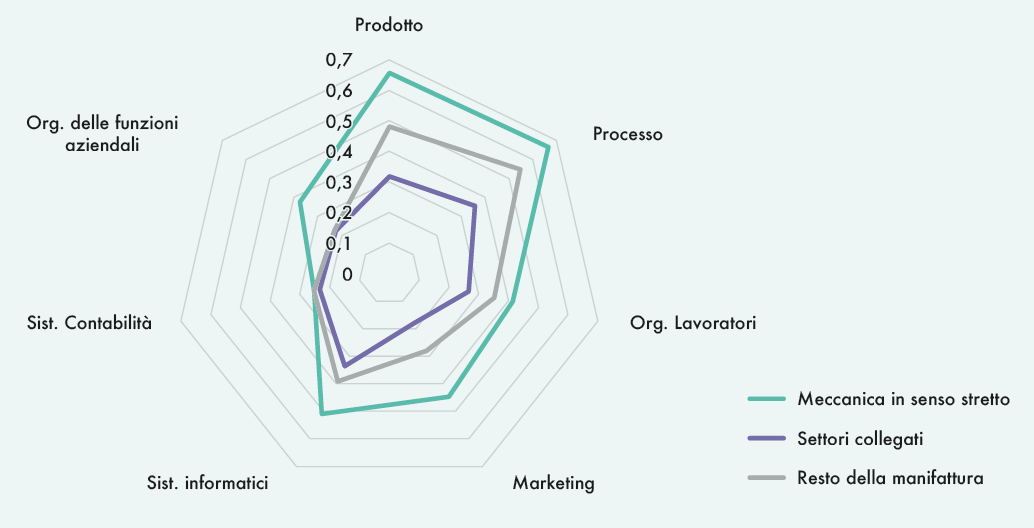 Prodotto
0,7
0,6
0,5
0,4
0,3
0,2
0,1
0
Processo
Org. Lavoratori
Marketing
Sist. informatici
Sist. Contabilità
Org. delle funzioni
aziendali
Meccanica in senso stretto
Settori collegati
Resto della manifattura